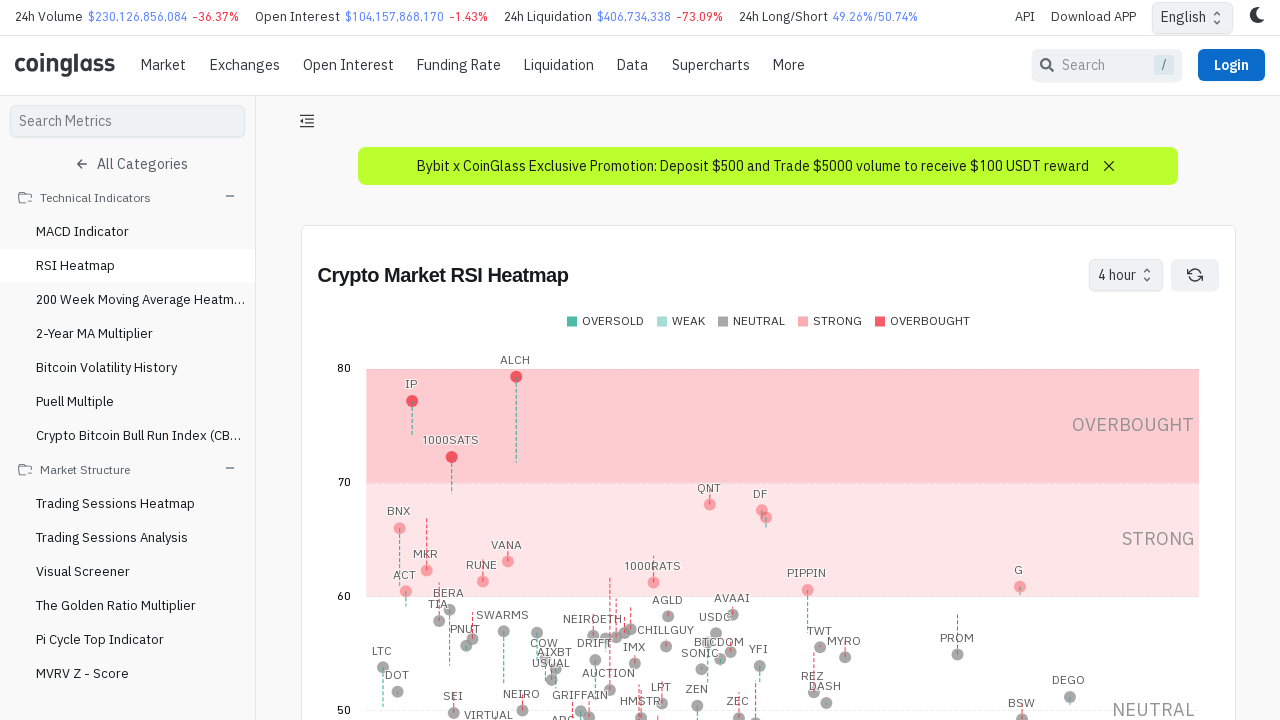 24h Volume $230,126,856,084 -36.37% Open Interest $104,157,868,170 -1.43% 24h Liquidation $406,734,338 -73.09% 24h Long/Short 49.26%/50.74% API Download APP English
coinglass Market Exchanges Open Interest Funding Rate Liquidation Data Supercharts More Search / Login
Search Metrics
All Categories
Technical Indicators
MACD Indicator
RSI Heatmap
200 Week Moving Average Heatm...
2-Year MA Multiplier
Bitcoin Volatility History
Puell Multiple
Crypto Bitcoin Bull Run Index (CB...
Market Structure
Trading Sessions Heatmap
Trading Sessions Analysis
Visual Screener
The Golden Ratio Multiplier
Pi Cycle Top Indicator
MVRV Z - Score
Bybit x CoinGlass Exclusive Promotion: Deposit $500 and Trade $5000 volume to receive $100 USDT reward
Crypto Market RSI Heatmap
4 hour
OVERSOLD WEAK NEUTRAL STRONG OVERBOUGHT
80
ALCH
IP
OVERBOUGHT
1000SATS
70
QNT
DF
BNX
STRONG
VANA
MKR
RUNE
1000RATS
ACT
PIPPIN
G
60
BERA
AGLD
AVAAI
TIA
SWARMS
NEIROETH
USDC
PNUT
CHILLGUY
TWT
PROM
COW
DRIFT
IMX
BTCDOM
MYRO
LTC
AIXBT
SONIC
YFI
USUAL
DOT
AUCTION
REZ
DEGO
LPT
ZEN
DASH
SEI
NEIRO
GRIFFAIN
HMSTR
ZEC
BSW
50
VIRTUAL
NEUTRAL